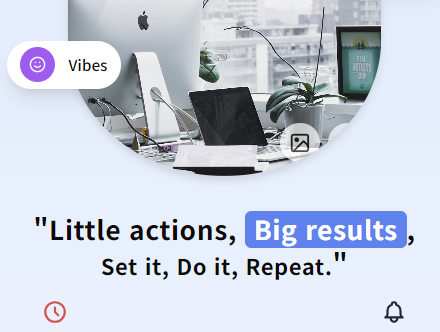 Vibes
"Little actions, Big results,
Set it, Do it, Repeat."